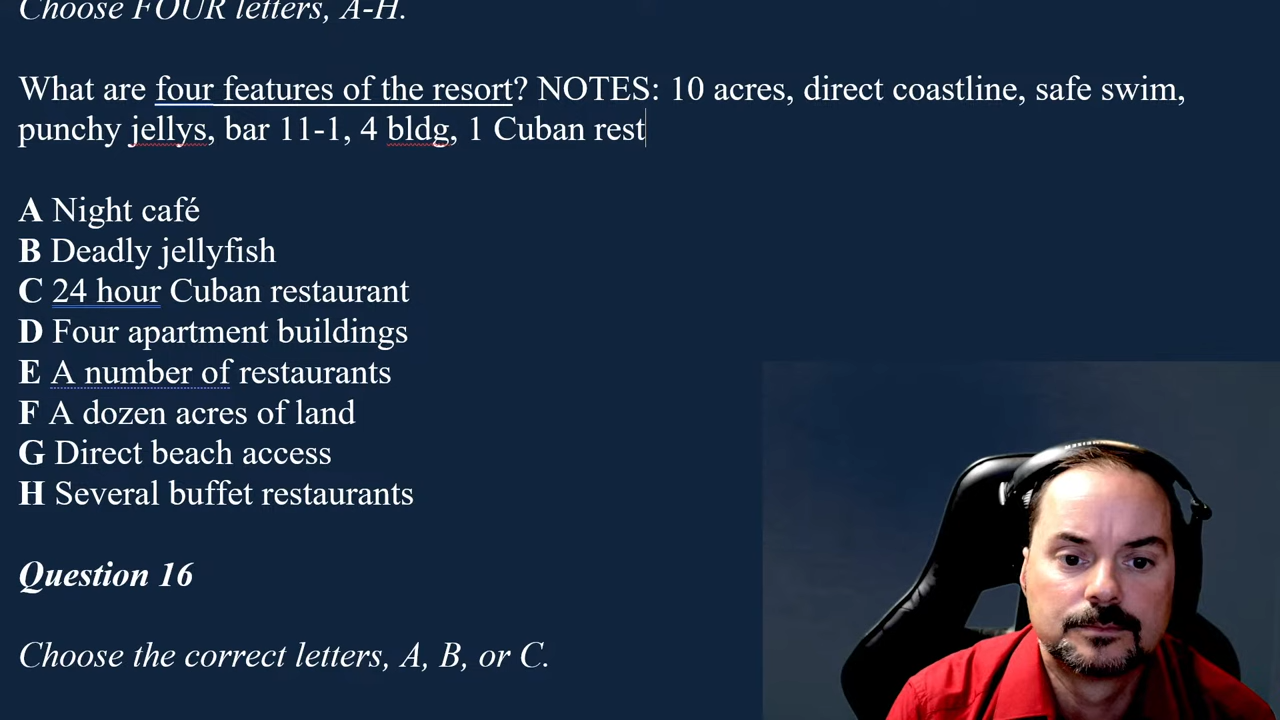 Choose FOUR letters, A-H.
What are four features of the resort? NOTES: 10 acres, direct coastline, safe swim,
punchy jellys, bar 11-1, 4 bldg, 1 Cuban rest
A Night café
B Deadly jellyfish
C 24 hour Cuban restaurant
D Four apartment buildings
E A number of restaurants
F A dozen acres of land
G Direct beach access
H Several buffet restaurants
Question 16
Choose the correct letters, A, B, or C.